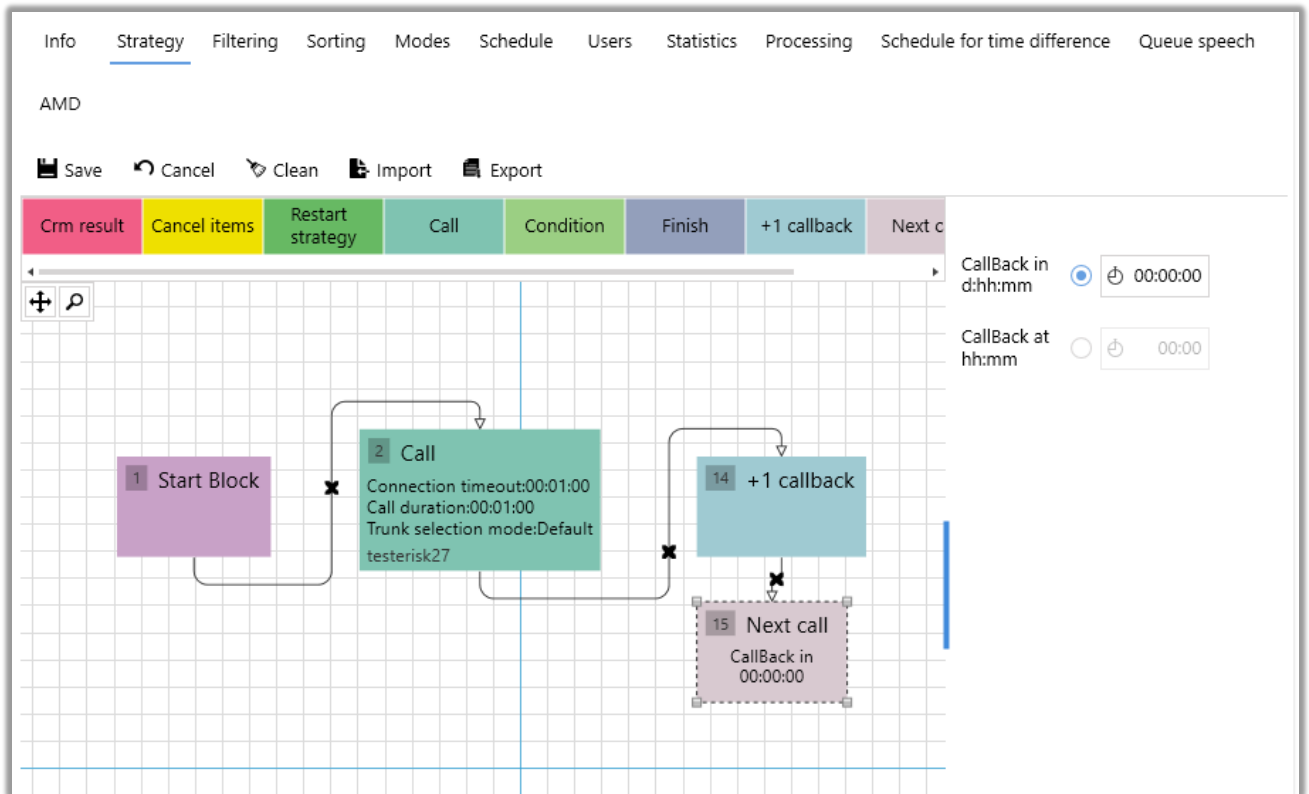 Info Strategy Filtering Sorting Modes Schedule Users Statistics Processing Schedule for time difference Queue speech
AMD
Save Cancel Clean Import Export
Crm result
Cancel items
Restart
strategy
Call
Condition
Finish
+1 callback
Next c
CallBack in
d:hh:mm
00:00:00
CallBack at
hh:mm
00:00
1 Start Block
2 Call
Connection timeout:00:01:00
Call duration:00:01:00
Trunk selection mode:Default
testerisk27
14 +1 callback
15 Next call
CallBack in
00:00:00